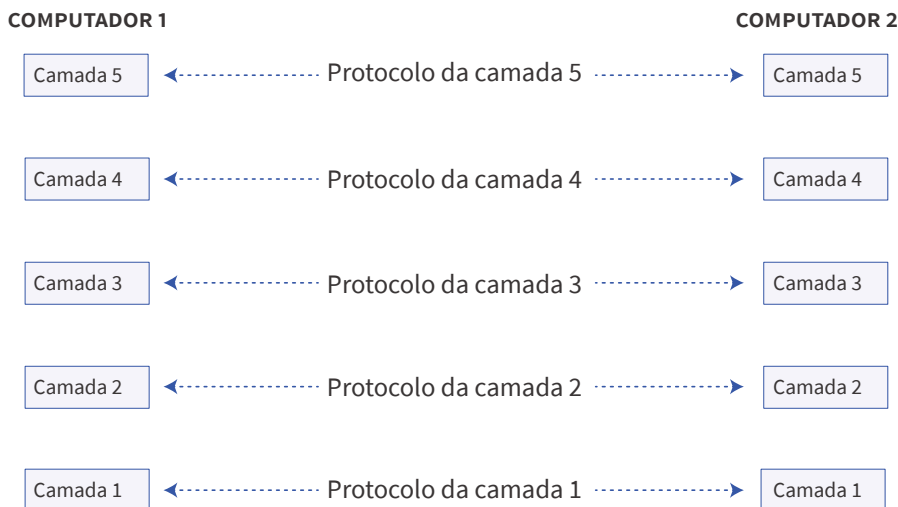 COMPUTADOR 1 COMPUTADOR 2
Camada 5 Protocolo da camada 5 Camada 5
Camada 4 Protocolo da camada 4 Camada 4
Camada 3 Protocolo da camada 3 Camada 3
Camada 2 Protocolo da camada 2 Camada 2
Camada 1 Protocolo da camada 1 Camada 1